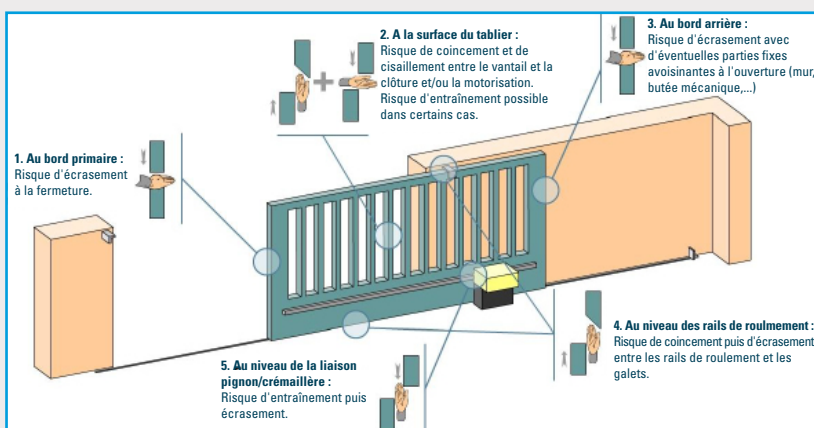 1. Au bord primaire :
Risque d'écrasement
à la fermeture.
2. A la surface du tablier :
Risque de coincement et de
cisaillement entre le vantail et la
clôture et/ou la motorisation.
Risque d'entraînement possible
dans certains cas.
3. Au bord arrière :
Risque d'écrasement avec
d'éventuelles parties fixes
avoisinantes à l'ouverture (mur,
butée mécanique,...)
4. Au niveau des rails de roulmement :
Risque de coincement puis d'écrasement
entre les rails de roulement et les
galets.
5. Au niveau de la liaison
pignon/crémaillère :
Risque d'entraînement puis
écrasement.